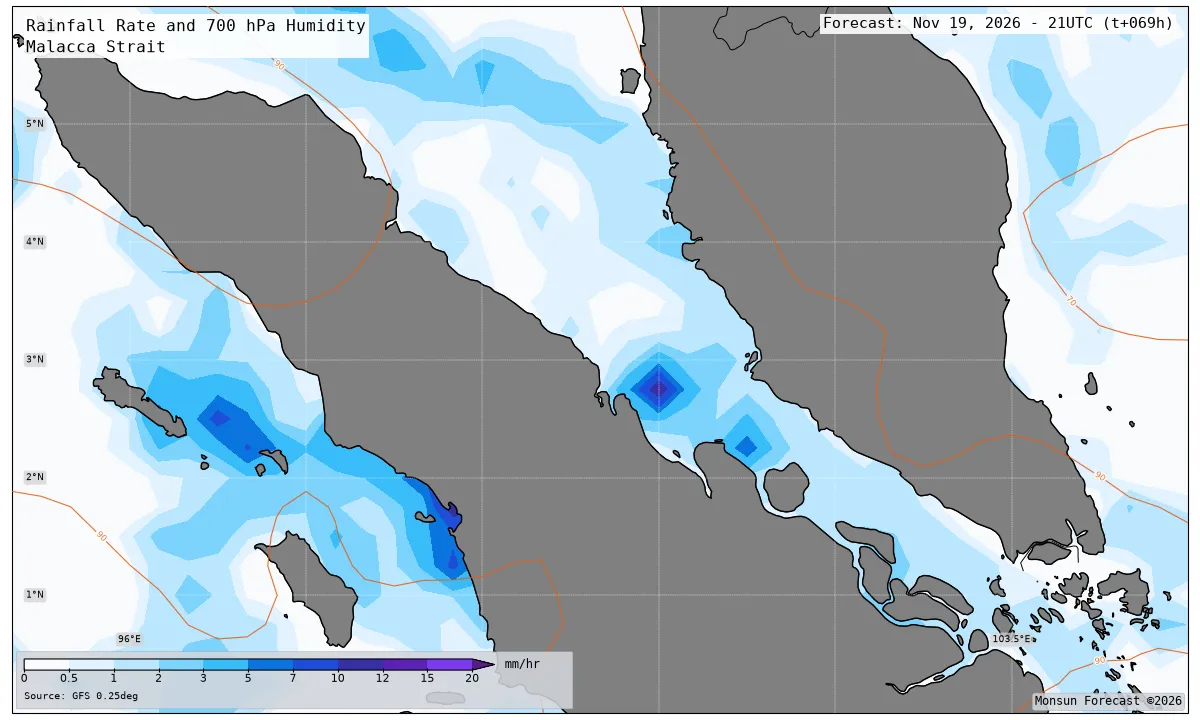 Rainfall Rate and 700 hPa Humidity
Malacca Strait
Forecast: Nov 19, 2026 - 21UTC (t+069h)
90
5°N
4°N
70
3°N
90
2°N
90
1°N
96°E
103.5°E
90
0 0.5 1 2 3 5 7 10 12 15 20 mm/hr
Source: GFS 0.25deg
Monsun Forecast ©2026